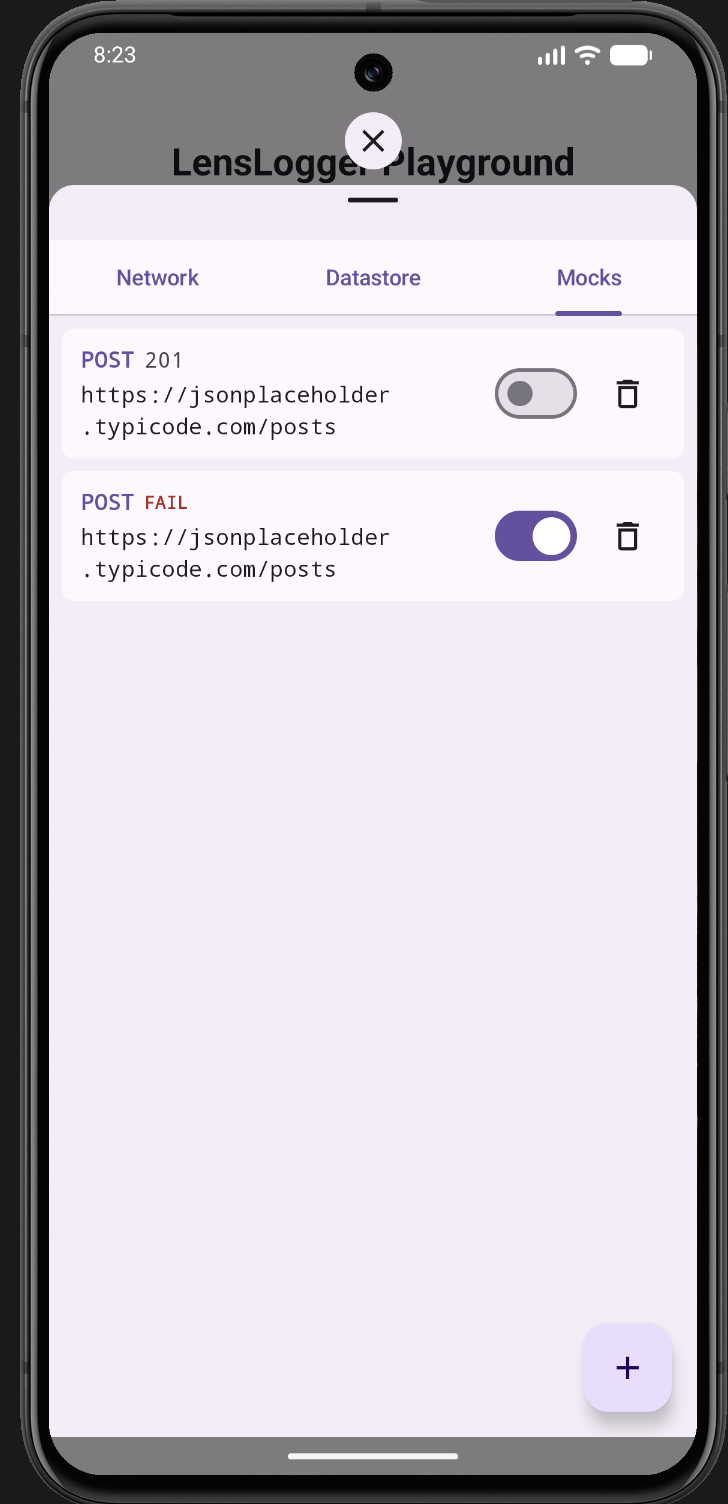 8:23
LensLogger Playground
Network Datastore Mocks
POST 201
https://jsonplaceholder
.typicode.com/posts
POST FAIL
https://jsonplaceholder
.typicode.com/posts